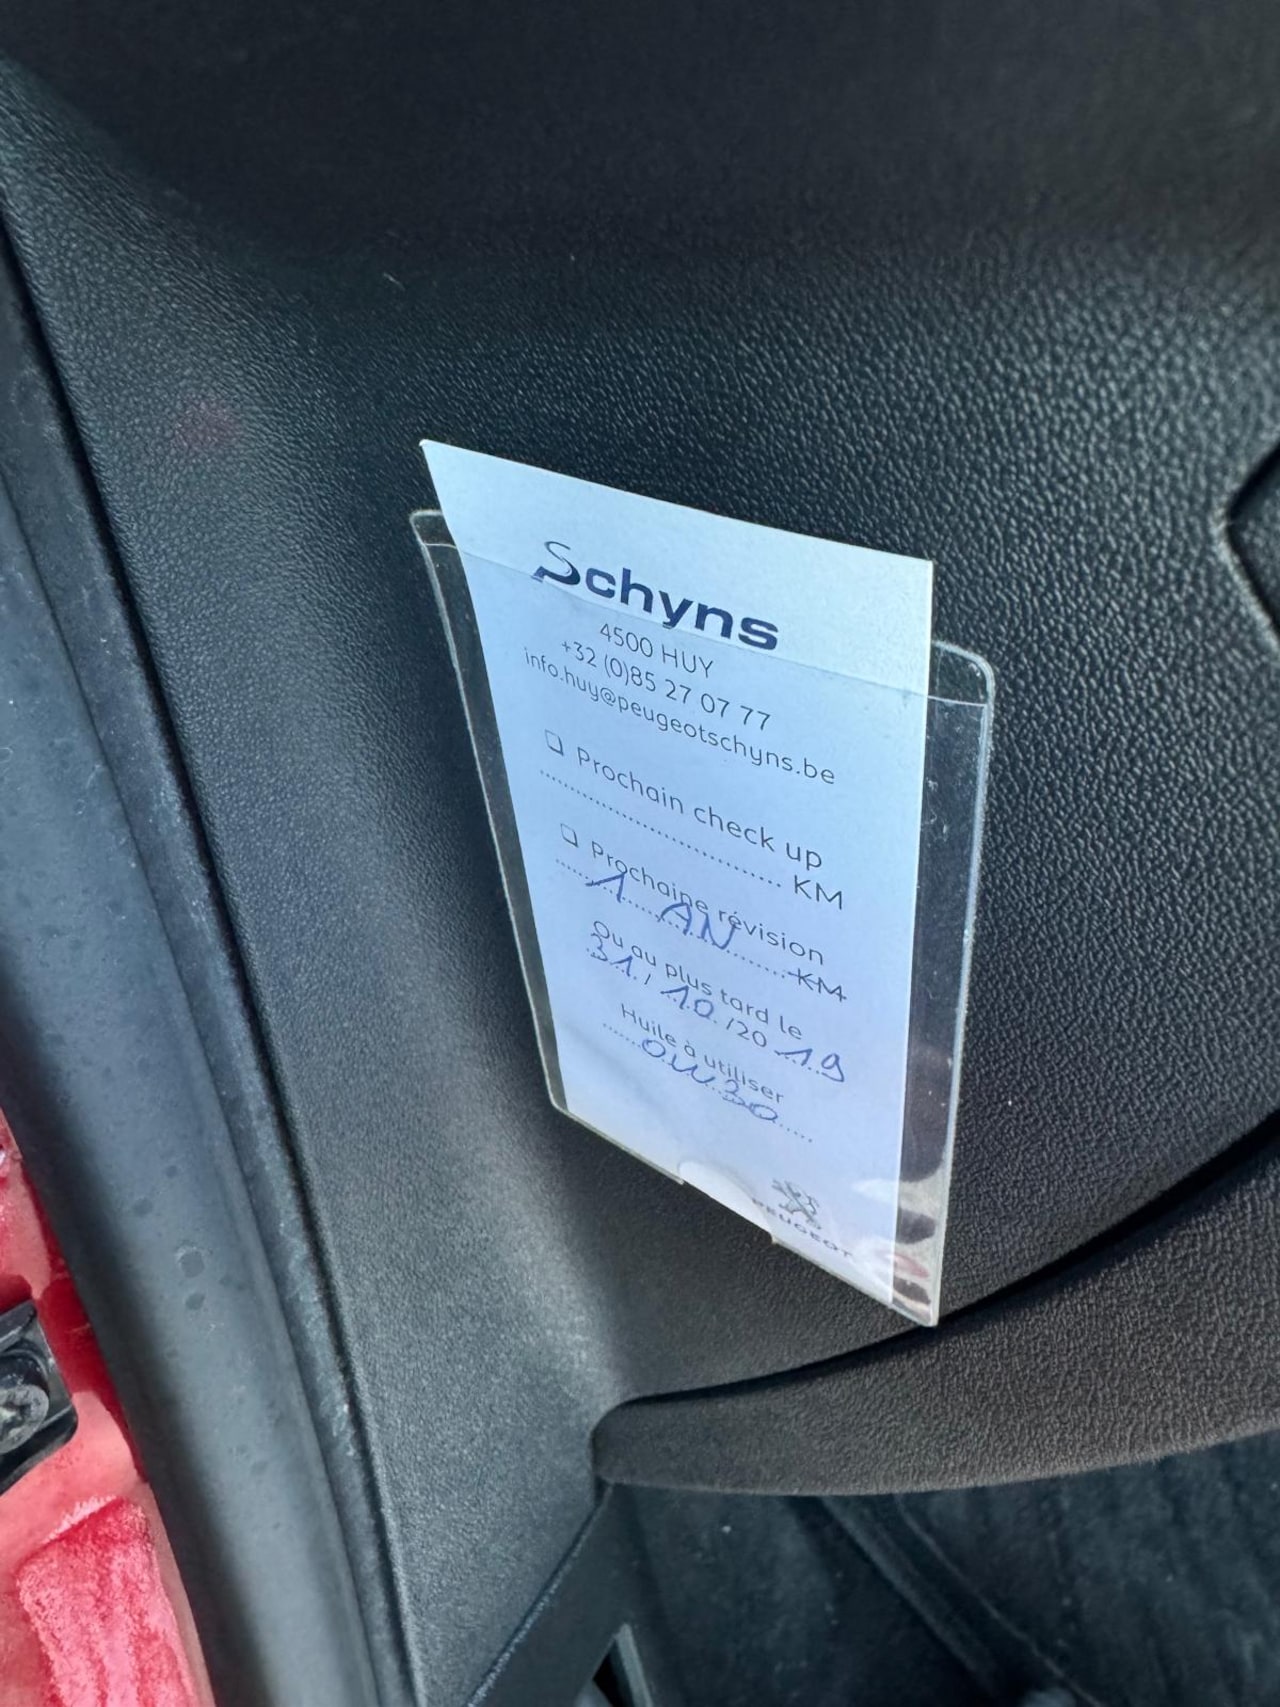 Schyns
4500 HUY
+32 (0)85 27 07 77
info.huy@peugeotschyns.be
❏ Prochain check up
.............................. KM
❏ Prochaine révision
1 AN KM
Ou au plus tard le
31 / 10 /20 19
Huile à utiliser
0W30
PEUGEOT